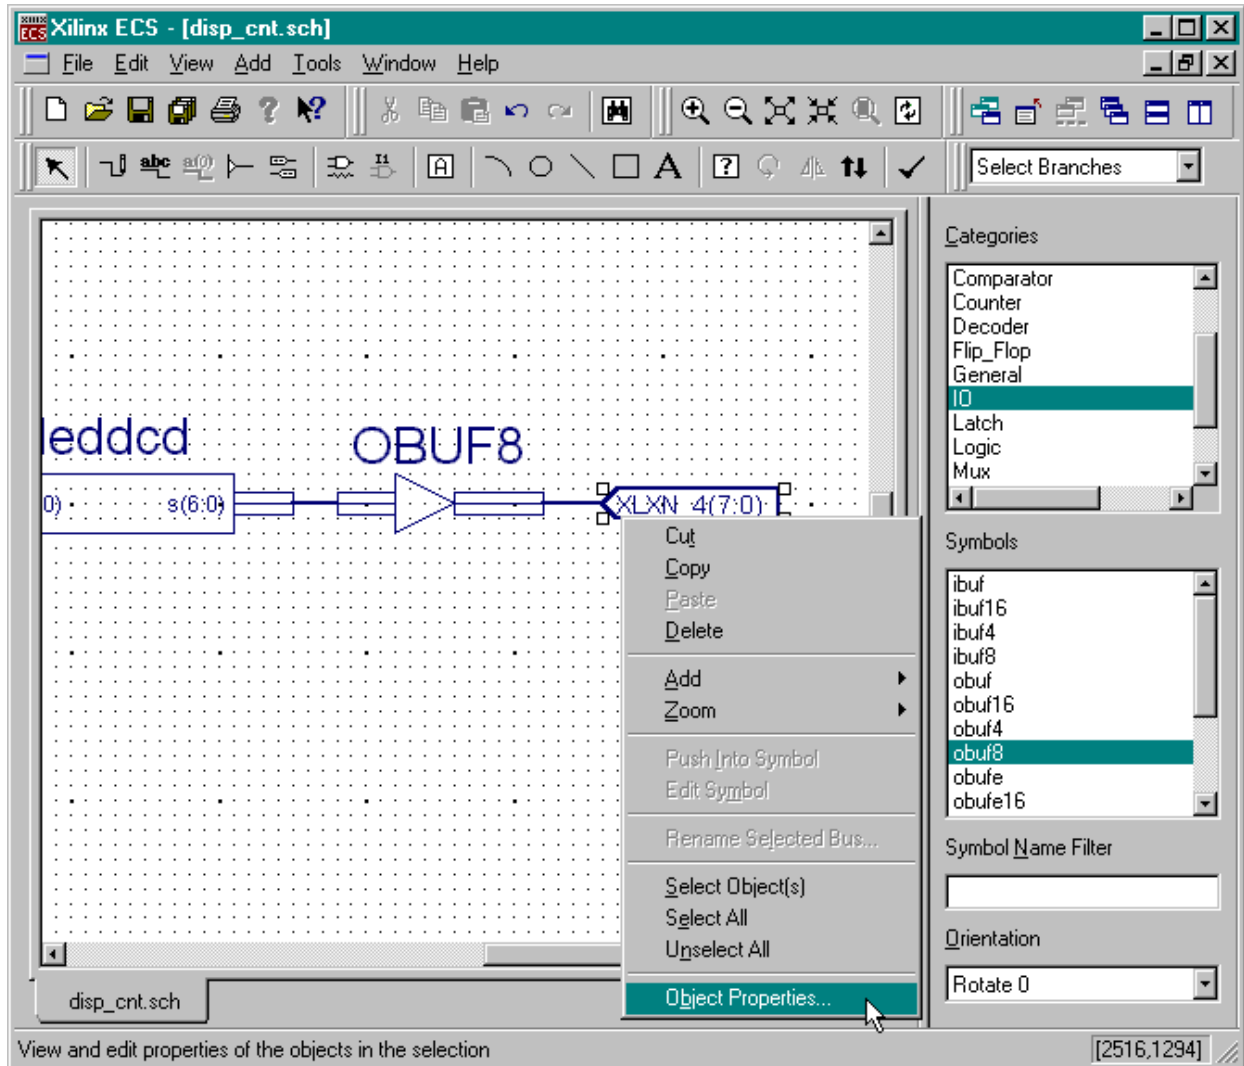 Xilinx ECS - [disp_cnt.sch]
File Edit View Add Tools Window Help
Select Branches
Categories
Comparator
Counter
Decoder
Flip_Flop
General
IO
Latch
Logic
Mux
leddcd
OBUF8
0)
s(6:0)
XLXN_4(7:0)
Cut
Copy
Paste
Delete
Add
Zoom
Push Into Symbol
Edit Symbol
Rename Selected Bus...
Select Object(s)
Select All
Unselect All
Object Properties...
Symbols
ibuf
ibuf16
ibuf4
ibuf8
obuf
obuf16
obuf4
obuf8
obufe
obufe16
Symbol Name Filter
Orientation
Rotate 0
disp_cnt.sch
View and edit properties of the objects in the selection
[2516,1294]